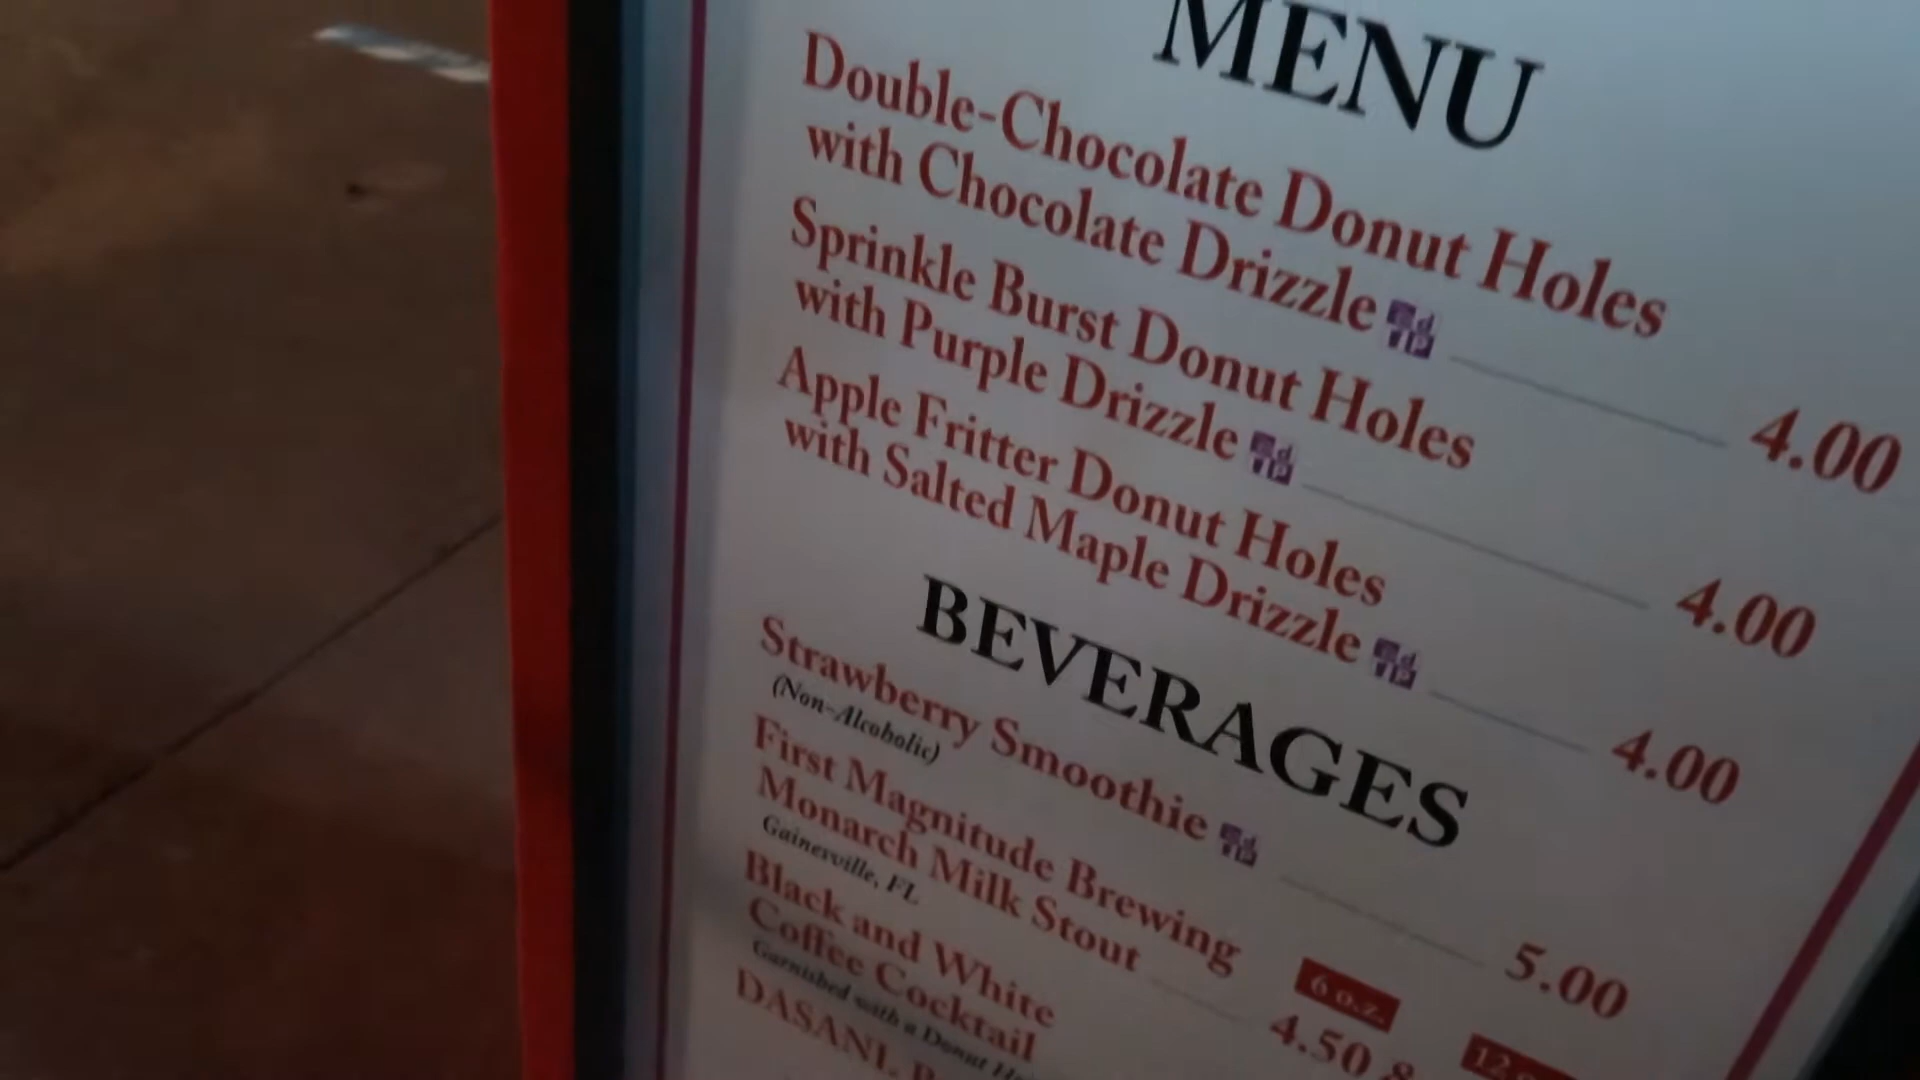 MENU
Double-Chocolate Donut Holes
with Chocolate Drizzle 4.00
Sprinkle Burst Donut Holes
with Purple Drizzle 4.00
Apple Fritter Donut Holes
with Salted Maple Drizzle 4.00
BEVERAGES
Strawberry Smoothie 5.00
(Non-Alcoholic)
First Magnitude Brewing
6 o.z.
Monarch Milk Stout 4.50 &
Gainesville, FL
Black and White
Coffee Cocktail
Garnished with a Donut
DASANI